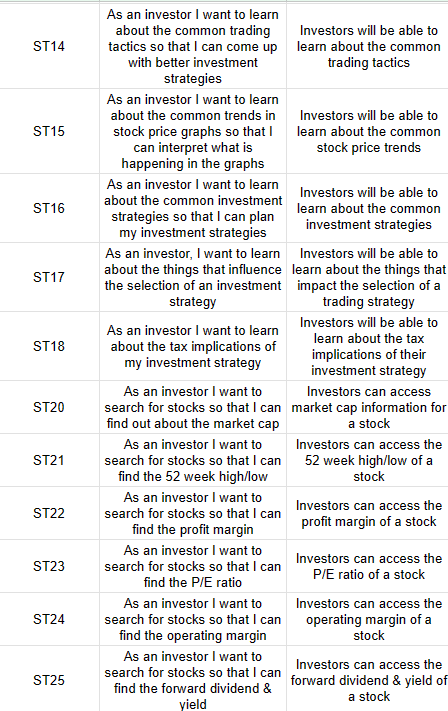 ST14
As an investor I want to learn
about the common trading
tactics so that I can come up
with better investment
strategies
Investors will be able to
learn about the common
trading tactics
ST15
As an investor I want to learn
about the common trends in
stock price graphs so that I
can interpret what is
happening in the graphs
Investors will be able to
learn about the common
stock price trends
ST16
As an investor I want to learn
about the common investment
strategies so that I can plan
my investment strategies
Investors will be able to
learn about the common
investment strategies
ST17
As an investor, I want to learn
about the things that influence
the selection of an investment
strategy
Investors will be able to
learn about the things that
impact the selection of a
trading strategy
ST18
As an investor I want to learn
about the tax implications of
my investment strategy
Investors will be able to
learn about the tax
implications of their
investment strategy
ST20
As an investor I want to
search for stocks so that I can
find out about the market cap
Investors can access
market cap information for
a stock
ST21
As an investor I want to
search for stocks so that I can
find the 52 week high/low
Investors can access the
52 week high/low of a
stock
ST22
As an investor I want to
search for stocks so that I can
find the profit margin
Investors can access the
profit margin of a stock
ST23
As an investor I want to
search for stocks so that I can
find the P/E ratio
Investors can access the
P/E ratio of a stock
ST24
As an investor I want to
search for stocks so that I can
find the operating margin
Investors can access the
operating margin of a
stock
ST25
As an investor I want to
search for stocks so that I can
find the forward dividend &
yield
Investors can access the
forward dividend & yield of
a stock